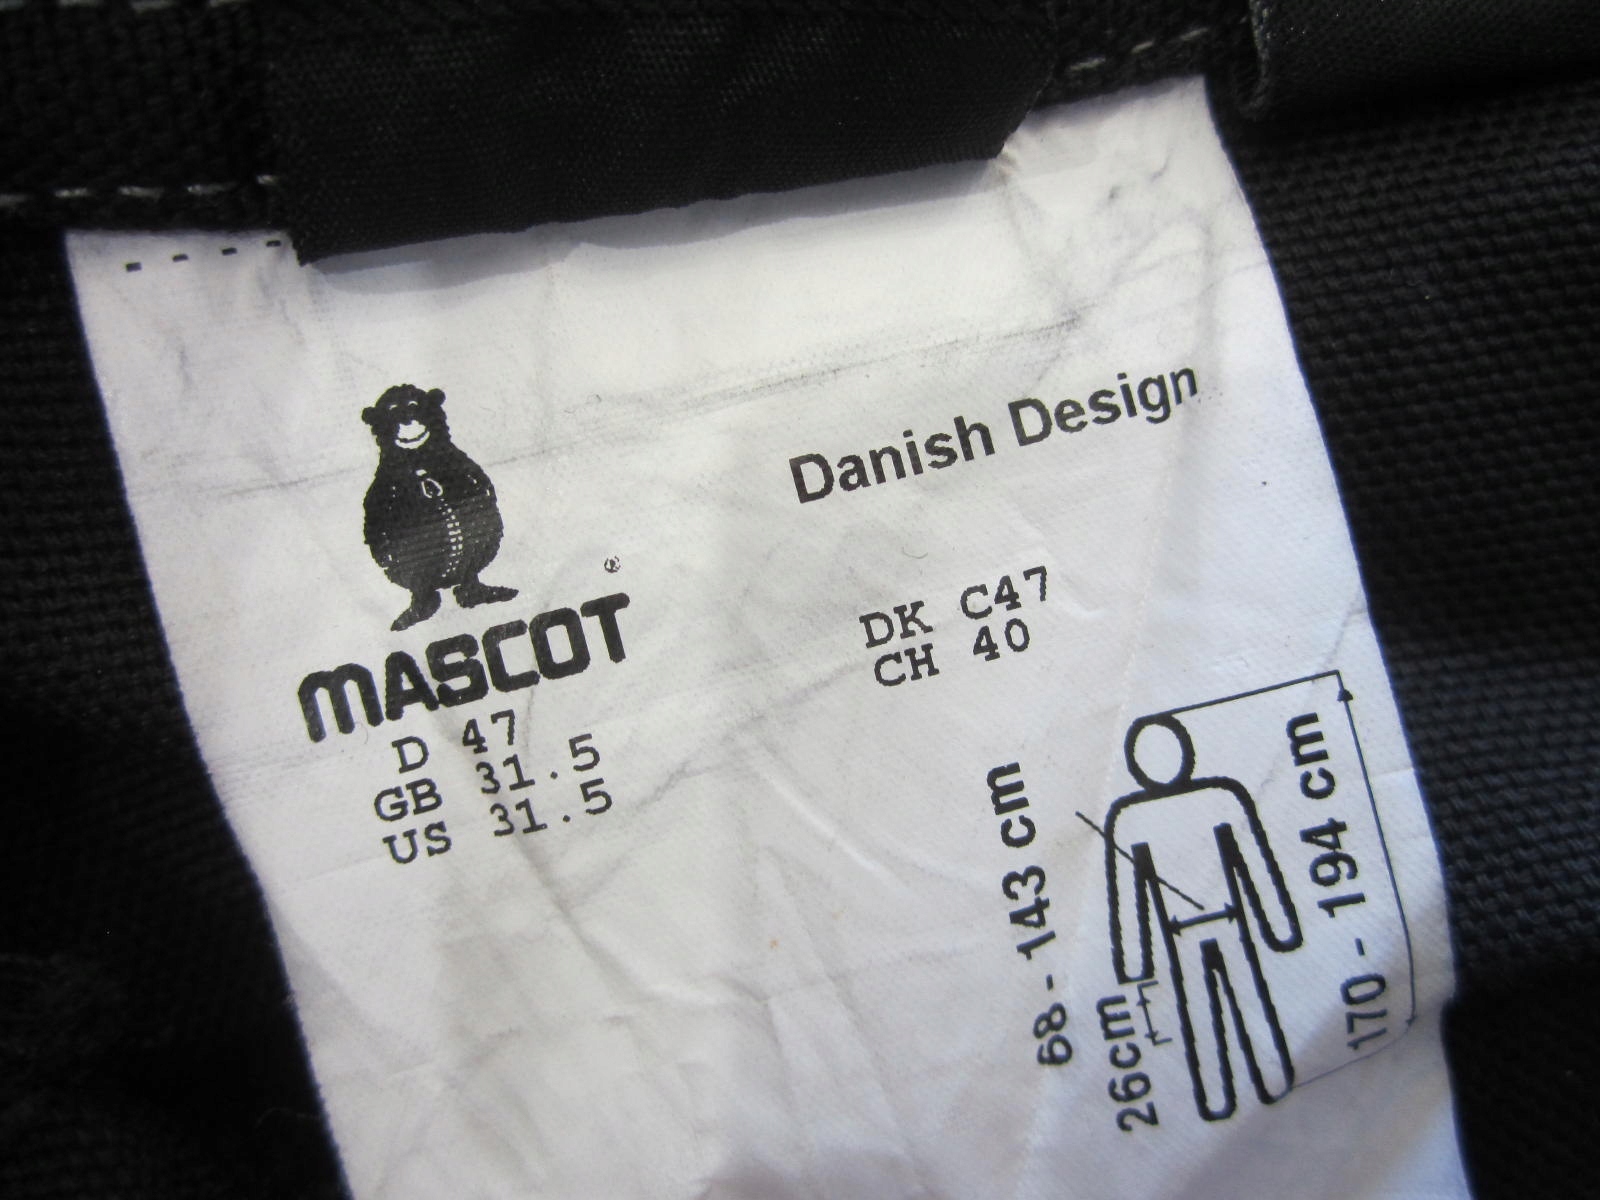 Danish Design
®
MASCOT
D 47
GB 31.5
US 31.5
DK C47
CH 40
68 - 143 cm
26cm
170 - 194 cm